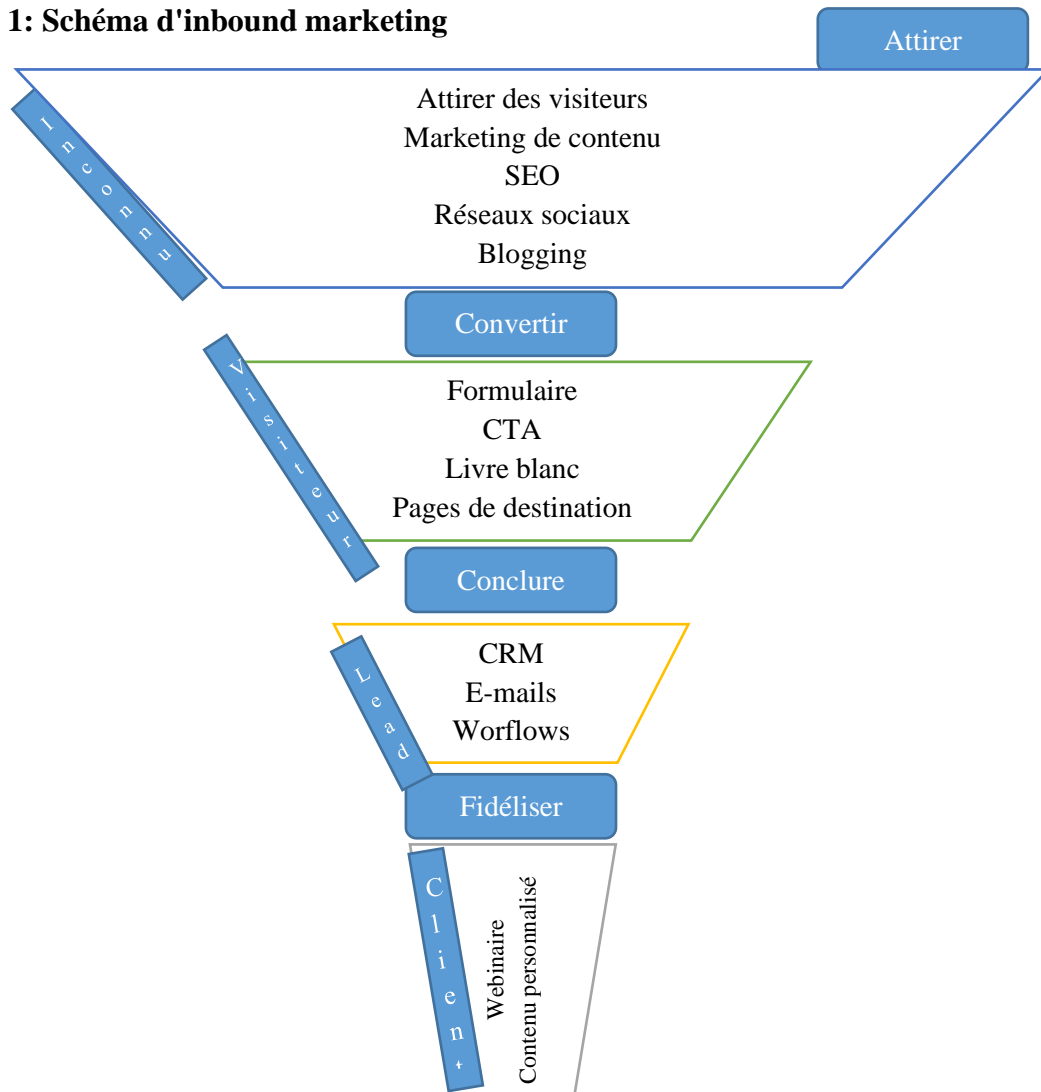 1: Schéma d'inbound marketing
Attirer
Inconnu
Attirer des visiteurs
Marketing de contenu
SEO
Réseaux sociaux
Blogging
Convertir
Visiteur
Formulaire
CTA
Livre blanc
Pages de destination
Conclure
Lead
CRM
E-mails
Worflows
Fidéliser
Client
Webinaire
Contenu personnalisé